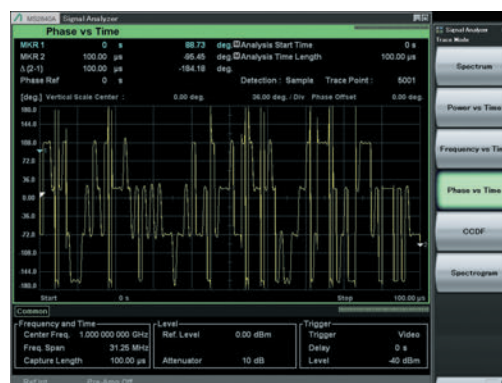 MS2840A Signal Analyzer
Phase vs Time
MKR 1 0 s 88.73 deg.
MKR 2 100.00 µs -95.45 deg.
Δ (2-1) 100.00 µs -184.18 deg.
Phase Ref 0 s
Analysis Start Time 0 s
Analysis Time Length 100.00 µs
Detection : Sample Trace Point : 5001
[deg.] Vertical Scale Center : 0.00 deg. 36.00 deg. / Div Phase Offset 0.00 deg.
180.0
144.0
108.0
72.0
36.0
0.00
-36.0
-72.0
-108.0
-144.0
-180.0
Start 0 s Stop 100.00 µs
Common
Frequency and Time
Center Freq. 1.000 000 000 GHz
Freq. Span 31.25 MHz
Capture Length 100.00 µs
Level
Ref. Level 0.00 dBm
Attenuator 10 dB
Trigger
Trigger Video
Delay 0 s
Level -40 dBm
Ref.Int Pre-Amp Off
Signal Analyzer
Trace Mode
Spectrum
Power vs Time
Frequency vs Tim
Phase vs Time
CCDF
Spectrogram